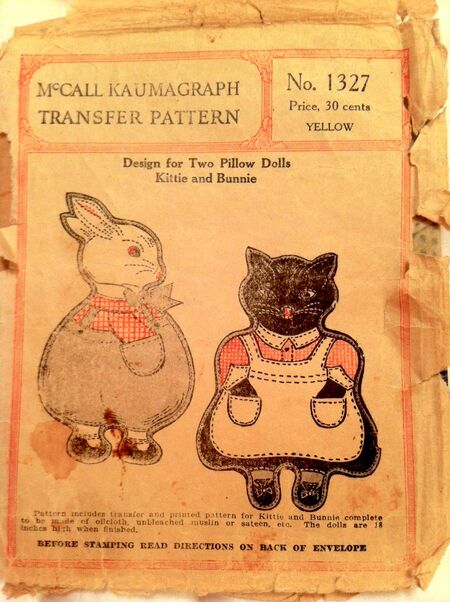 McCALL KAUMAGRAPH
TRANSFER PATTERN
No. 1327
Price, 30 cents
YELLOW
Design for Two Pillow Dolls
Kittie and Bunnie
Pattern includes transfer and printed pattern for Kittie and Bunnie complete
to be made of oilcloth, unbleached muslin or sateen, etc. The dolls are 18
inches high when finished.
BEFORE STAMPING READ DIRECTIONS ON BACK OF ENVELOPE